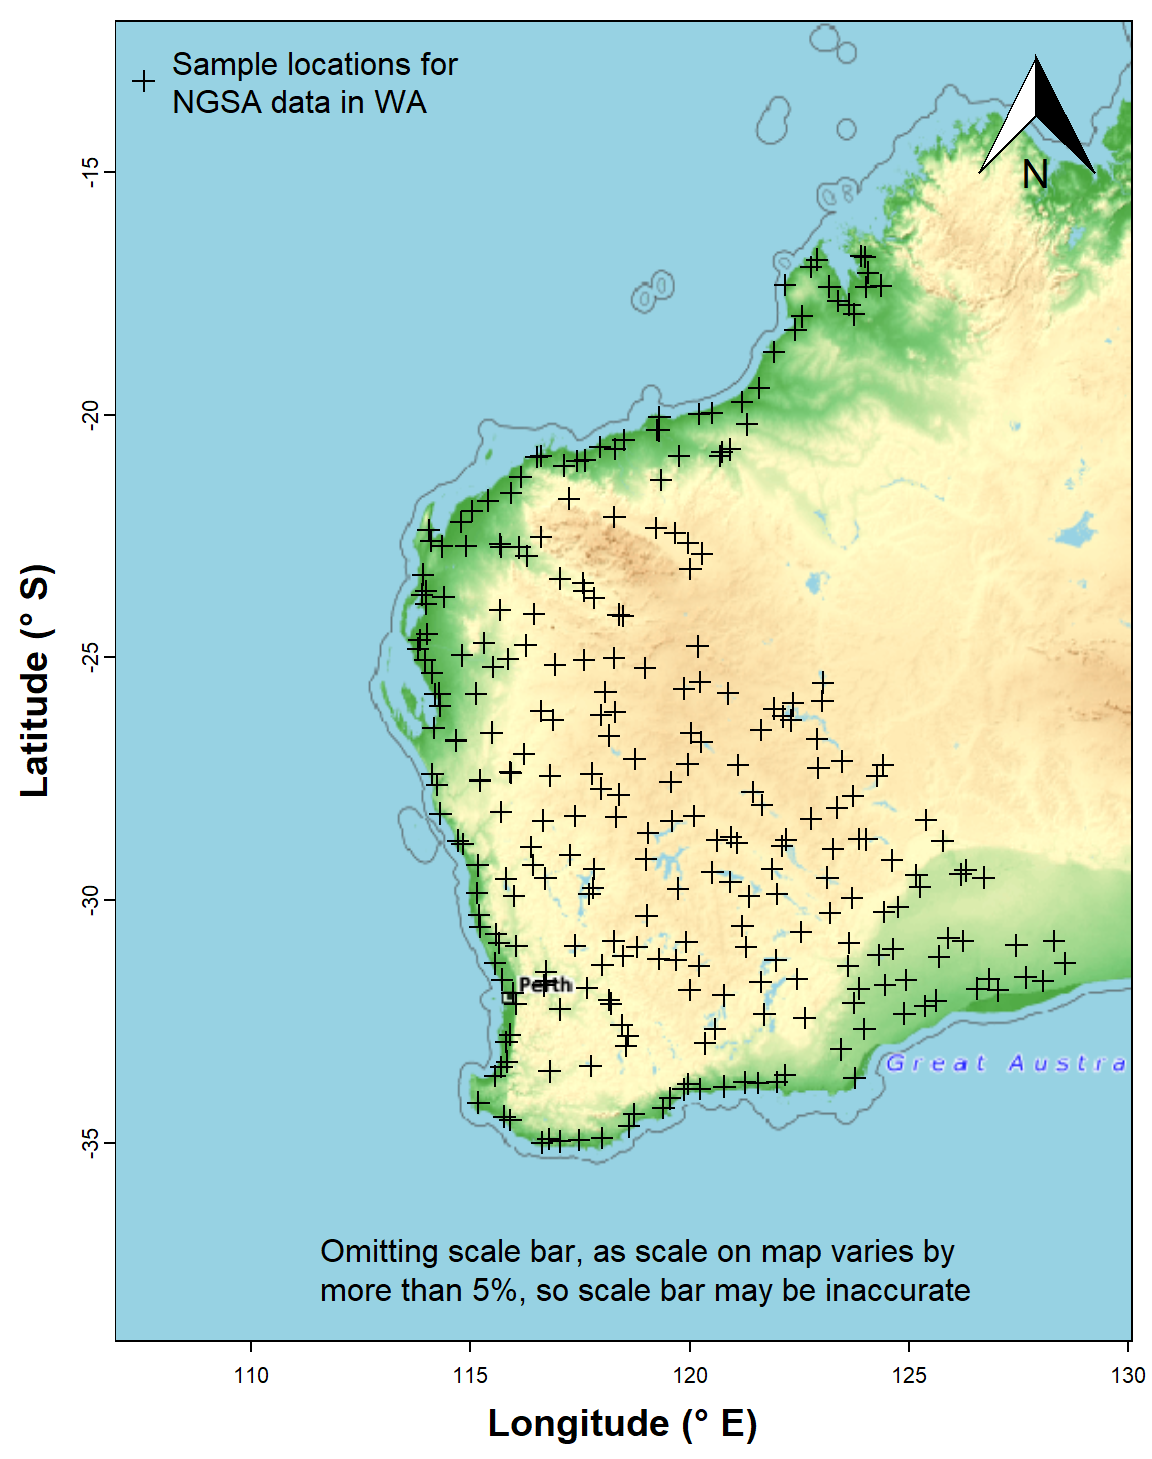 Sample locations for
NGSA data in WA
N
-15
-20
-25
-30
-35
Latitude (° S)
Perth
Great Austra
Omitting scale bar, as scale on map varies by
more than 5%, so scale bar may be inaccurate
110
115
120
125
130
Longitude (° E)